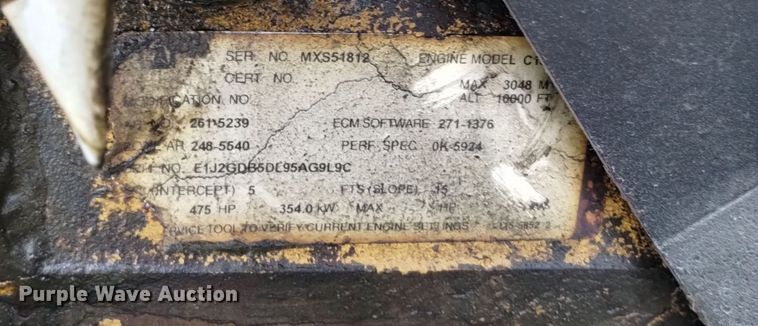 SER. NO. MXS51812 ENGINE MODEL
CERT NO.
MAX 3048 M
MODIFICATION NO. ALT 10000 FT
261-5239 ECM SOFTWARE 271-1376
248-5540 PERF. SPEC. 0K-5924
E1J2GDB5DL95AG9L9C
(INTERCEPT) 5 FTS (SLOPE) 15
475 HP 354.0 kW MAX HP
TOOL TO VERIFY CURRENT ENGINE SETTINGS
Purple Wave Auction